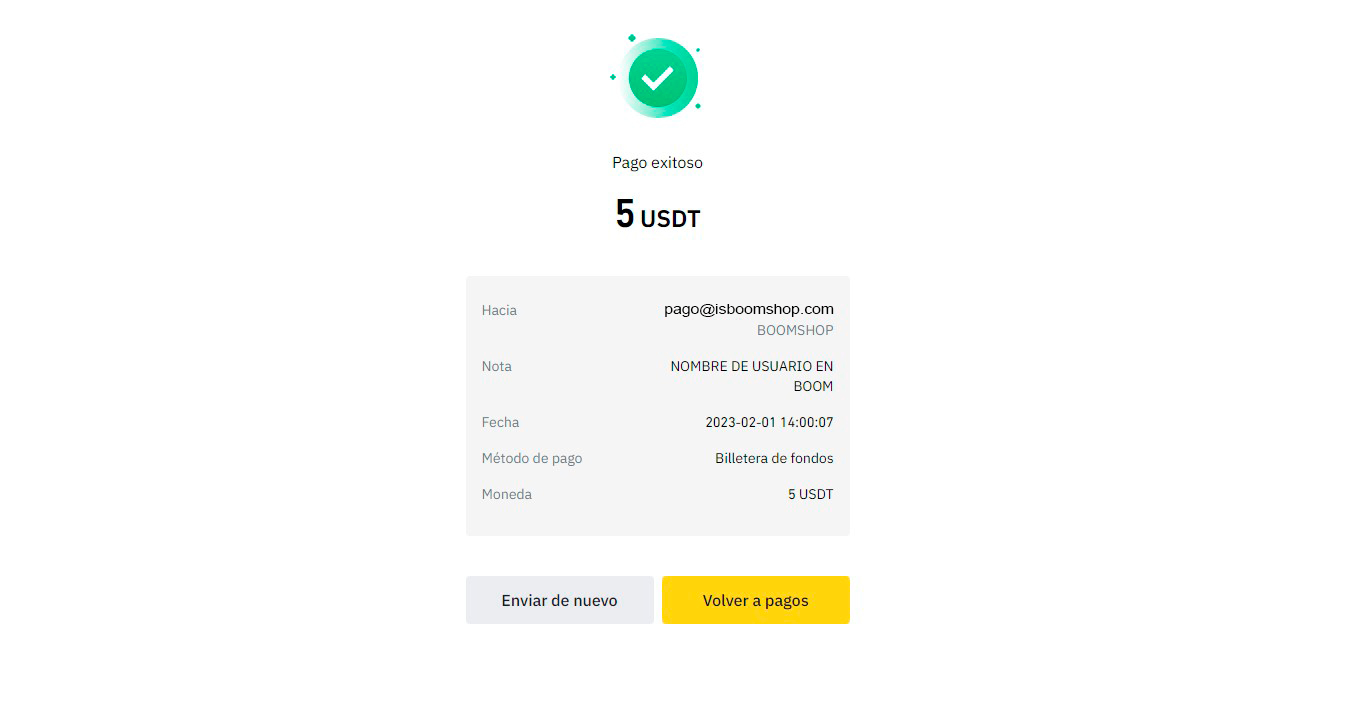 Pago exitoso
5 USDT
Hacia pago@isboomshop.com
BOOMSHOP
Nota NOMBRE DE USUARIO EN
BOOM
Fecha 2023-02-01 14:00:07
Método de pago Billetera de fondos
Moneda 5 USDT
Enviar de nuevo Volver a pagos